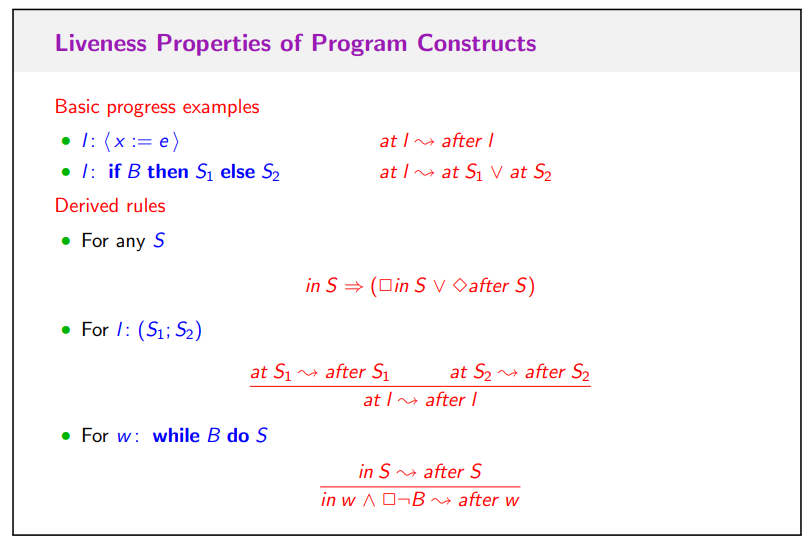 Liveness Properties of Program Constructs
Basic progress examples
• l: ⟨ x := e ⟩ at l ⤳ after l
• l: if B then S₁ else S₂ at l ⤳ at S₁ ∨ at S₂
Derived rules
• For any S
in S ⇒ (□in S ∨ ◇after S)
• For l: (S₁; S₂)
at S₁ ⤳ after S₁ at S₂ ⤳ after S₂
at l ⤳ after l
• For w: while B do S
in S ⤳ after S
in w ∧ □¬B ⤳ after w